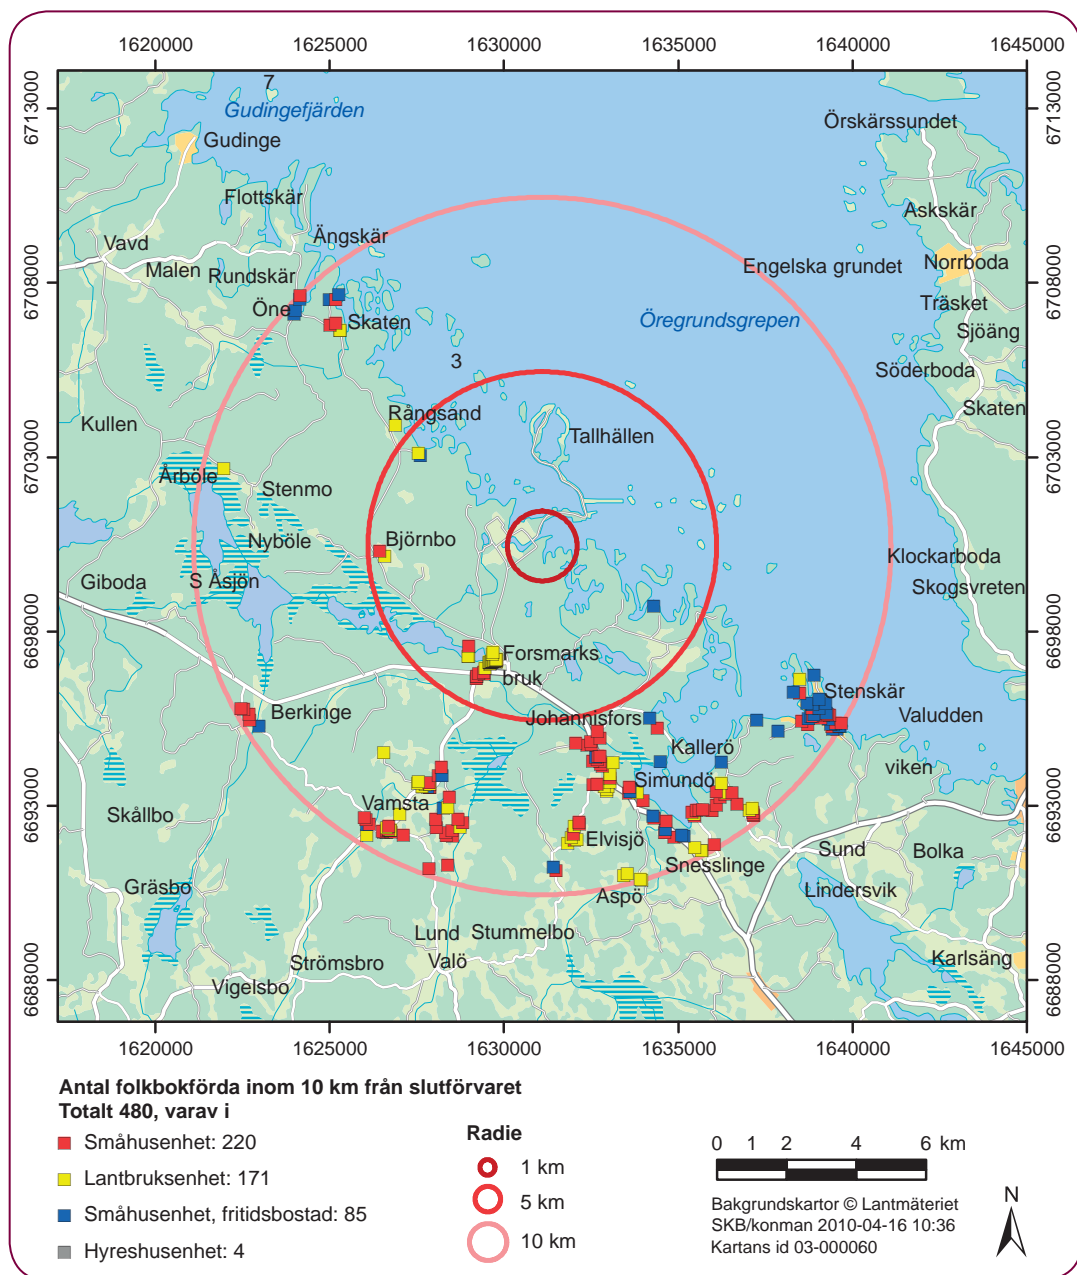 1620000 1625000 1630000 1635000 1640000 1645000
6713000
6713000
7
Gudingefjärden
Gudinge
Örskärssundet
Flottskär
Askskär
Ängskär
Vavd
Malen
Rundskär
Engelska grundet
Norrboda
6708000
6708000
Öne
Skaten
Öregrundsgrepen
Träsket
Sjöäng
3
Söderboda
Kullen
Rångsand
Tallhällen
Skaten
6703000
6703000
Årböle
Stenmo
Nyböle
Björnbo
Klockarboda
Giboda
S Åsjön
Skogsvreten
6698000
6698000
Forsmarks
bruk
Stenskär
Berkinge
Johannisfors
Valudden
Kallerö
viken
Simundö
6693000
6693000
Skållbo
Vamsta
Elvisjö
Sund
Bolka
Snesslinge
Gräsbo
Aspö
Lindersvik
Lund
Stummelbo
Strömsbro
Valö
Karlsäng
Vigelsbo
6688000
6688000
1620000 1625000 1630000 1635000 1640000 1645000
Antal folkbokförda inom 10 km från slutförvaret
Totalt 480, varav i
Småhusenhet: 220
Lantbruksenhet: 171
Småhusenhet, fritidsbostad: 85
Hyreshusenhet: 4
Radie
1 km
5 km
10 km
0 1 2 4 6 km
Bakgrundskartor © Lantmäteriet
SKB/konman 2010-04-16 10:36
Kartans id 03-000060
N